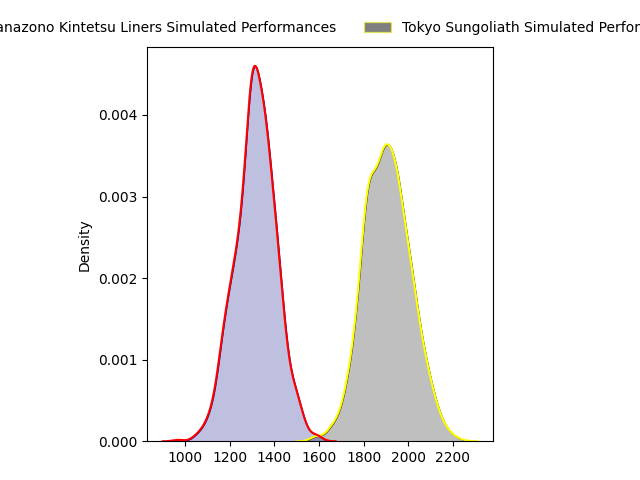 anazono Kintetsu Liners Simulated Performances
Tokyo Sungoliath Simulated Perfor
0.004
0.003
0.002
0.001
0.000
Density
1000 1200 1400 1600 1800 2000 2200